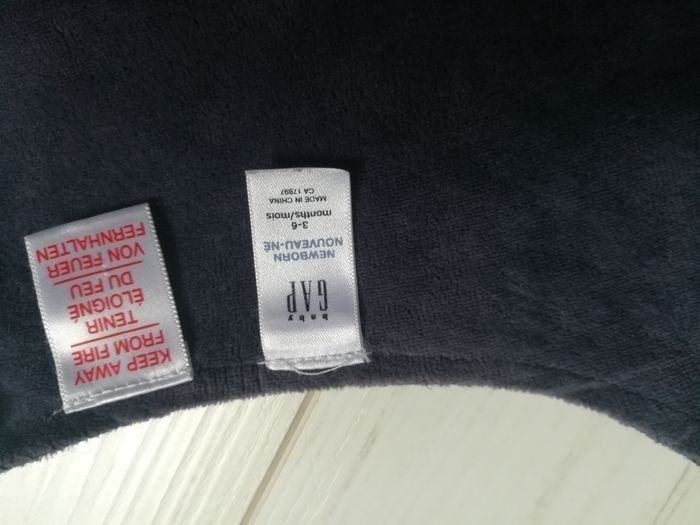 KEEP AWAY
FROM FIRE
TENIR
ÉLOIGNÉ
DU FEU
VON FEUER
FERNHALTEN
baby
GAP
NEWBORN
NOUVEAU-NÉ
3-6
months/mois
MADE IN CHINA
CA 17897